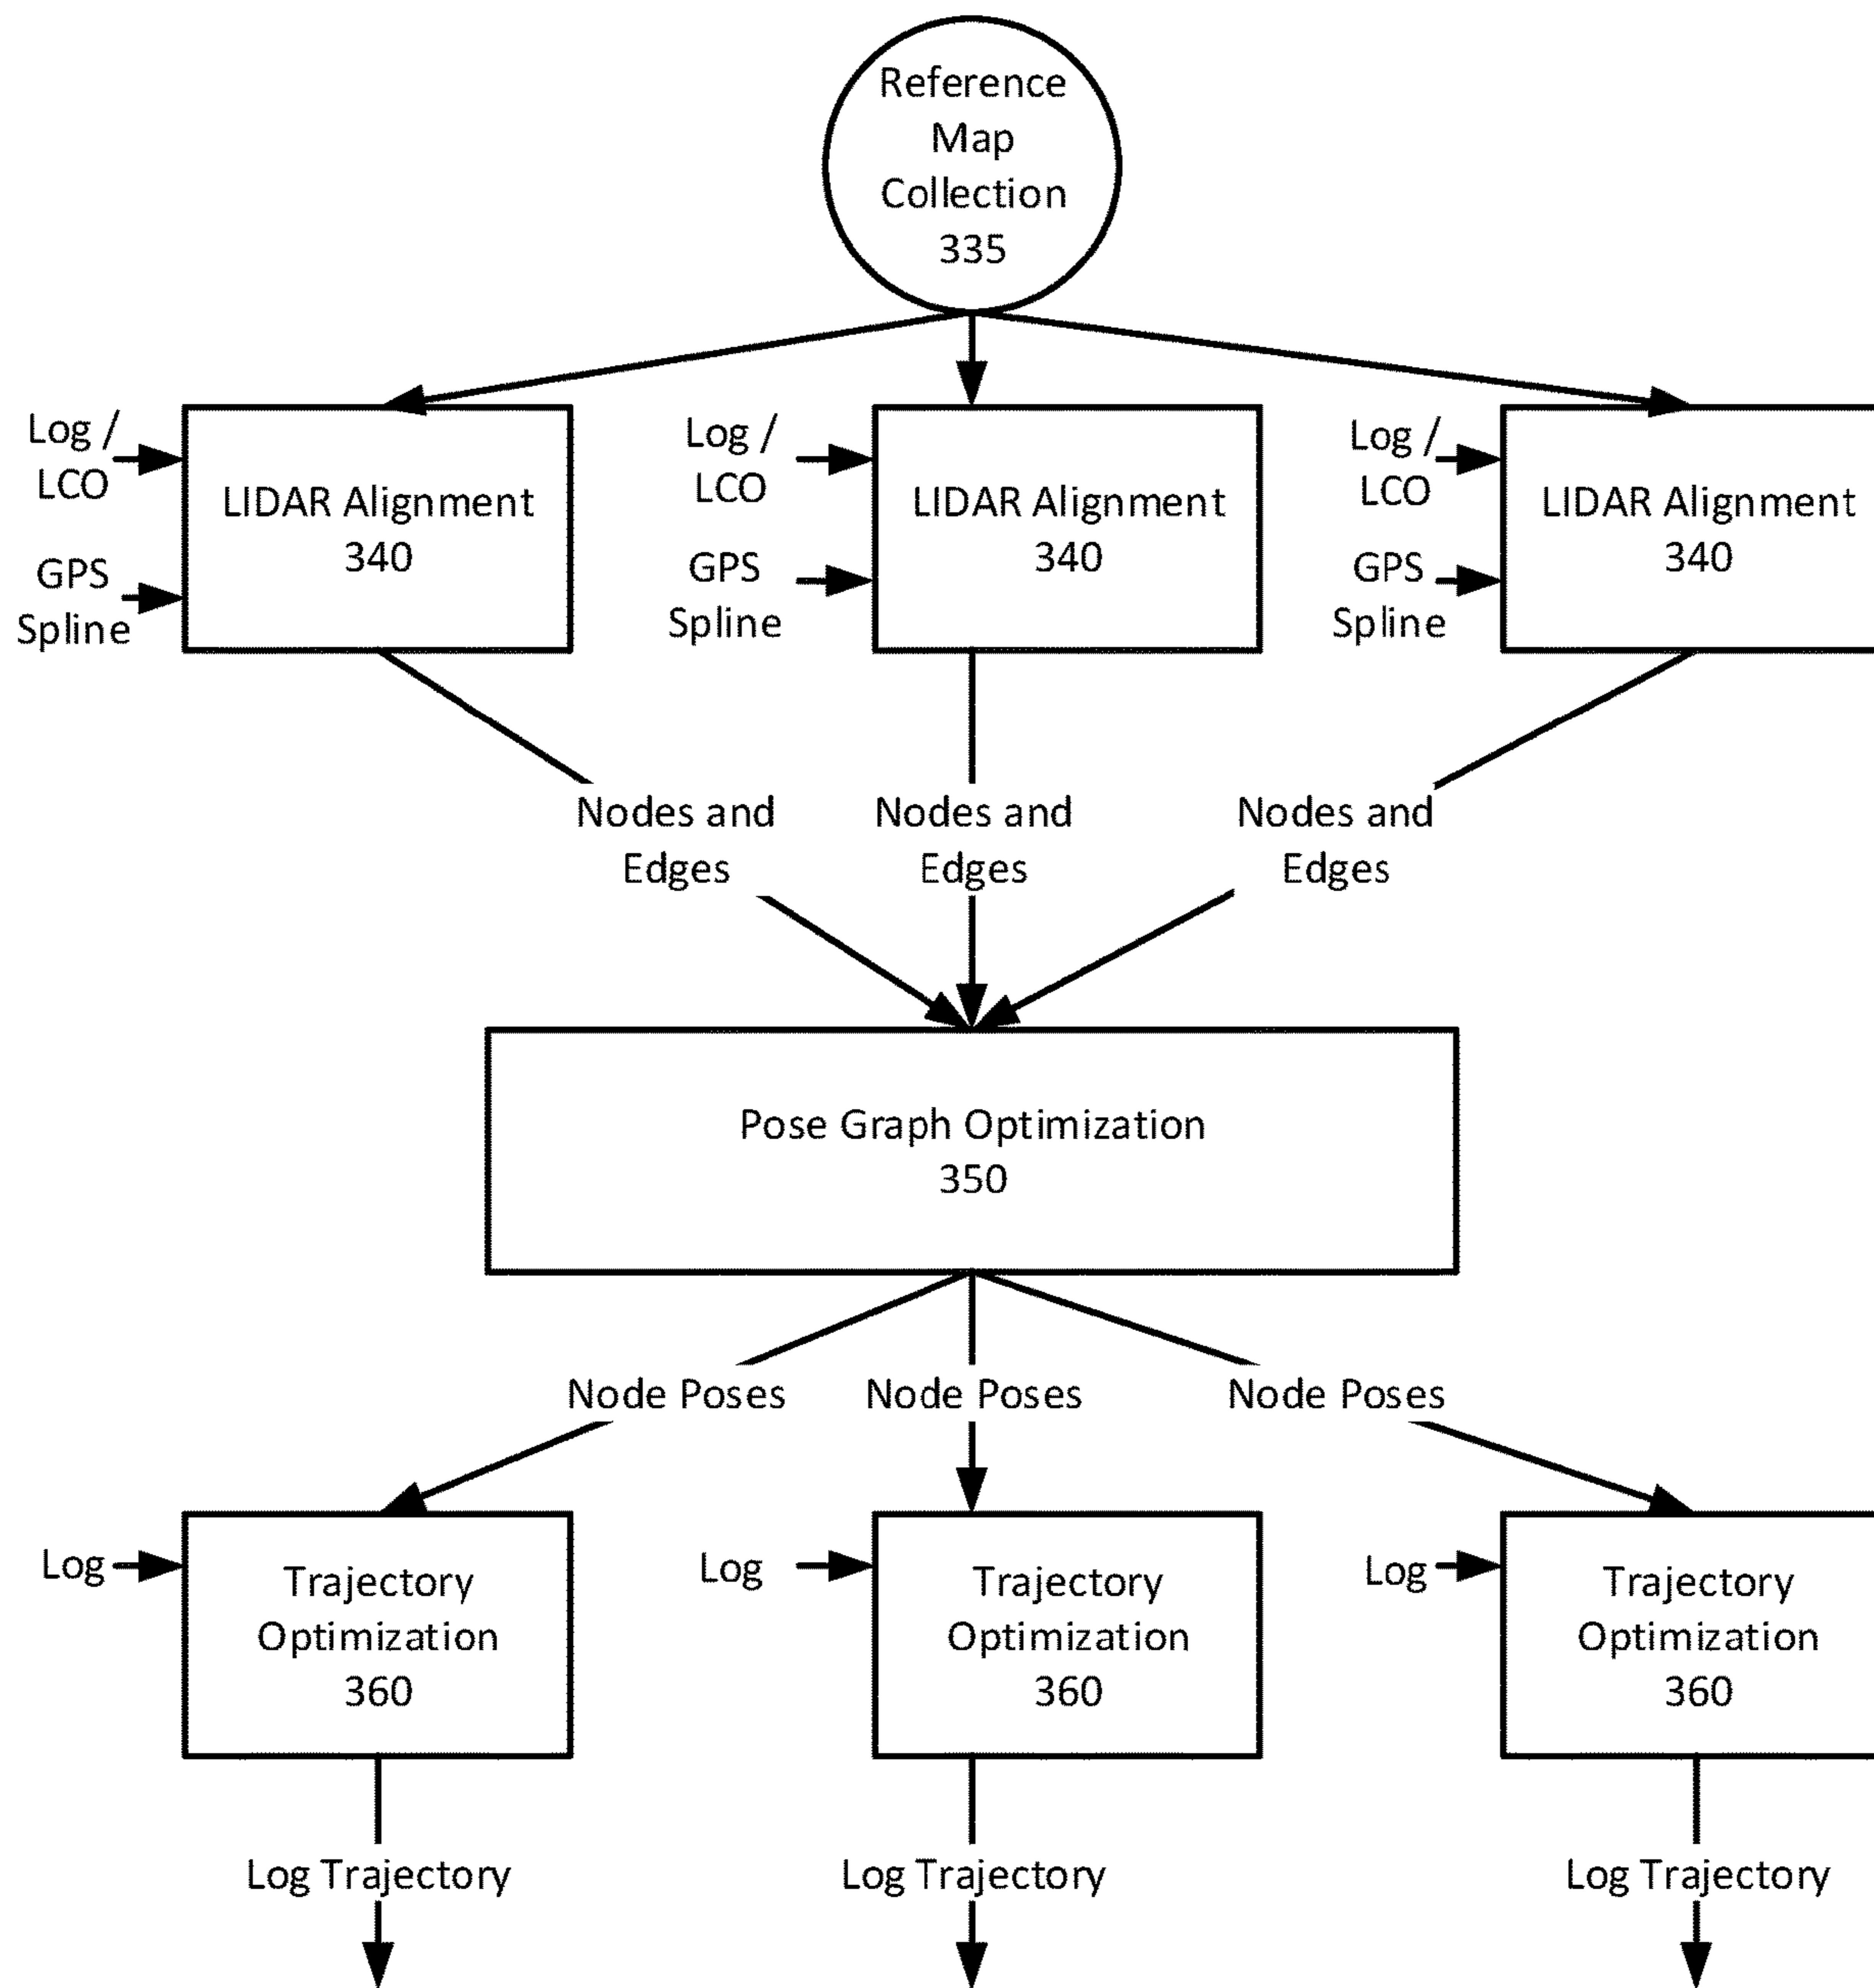 Reference
Map
Collection
335
Log /
LCO
GPS
Spline
LIDAR Alignment
340
Log /
LCO
GPS
Spline
LIDAR Alignment
340
Log /
LCO
GPS
Spline
LIDAR Alignment
340
Nodes and
Edges
Nodes and
Edges
Nodes and
Edges
Pose Graph Optimization
350
Node Poses
Node Poses
Node Poses
Log
Trajectory
Optimization
360
Log
Trajectory
Optimization
360
Log
Trajectory
Optimization
360
Log Trajectory
Log Trajectory
Log Trajectory